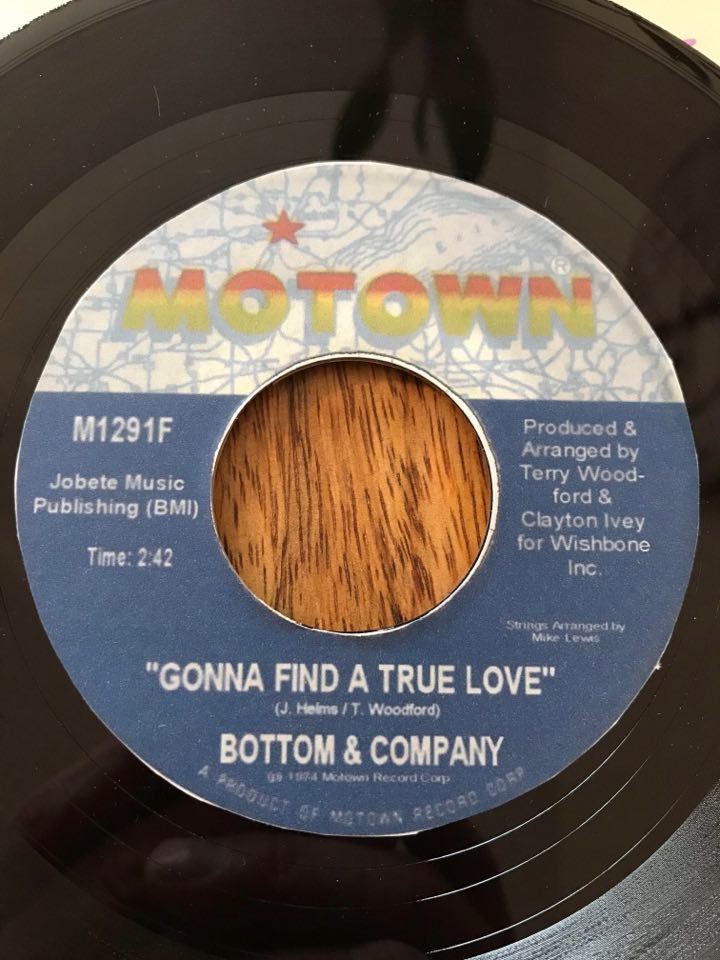 MOTOWN®
M1291F
Jobete Music
Publishing (BMI)
Time: 2:42
Produced &
Arranged by
Terry Wood-
ford &
Clayton Ivey
for Wishbone
Inc.
Strings Arranged by
Mike Lewis
"GONNA FIND A TRUE LOVE"
(J. Helms / T. Woodford)
BOTTOM & COMPANY
1974 Motown Record Corp
A PRODUCT OF MOTOWN RECORD CORP